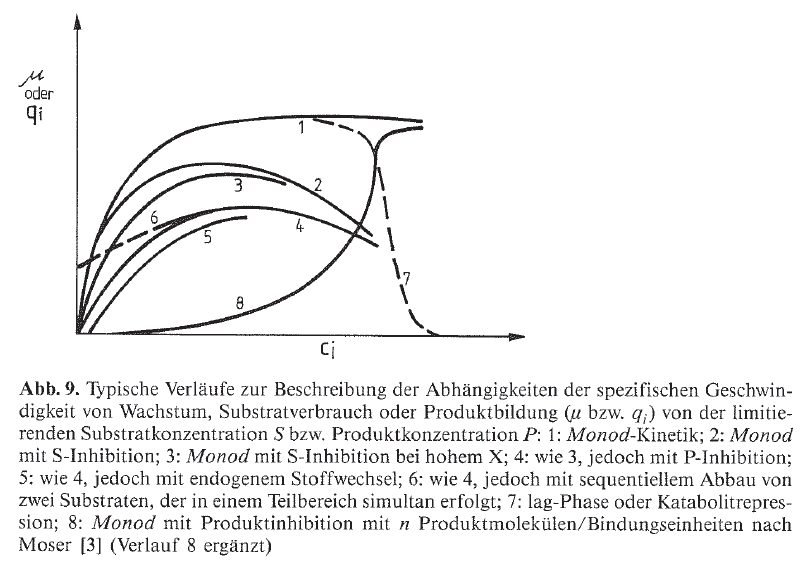 μ
oder
qi
1
2
3
6
4
5
7
8
Ci
Abb. 9. Typische Verläufe zur Beschreibung der Abhängigkeiten der spezifischen Geschwin-
digkeit von Wachstum, Substratverbrauch oder Produktbildung (μ bzw. qi) von der limitie-
renden Substratkonzentration S bzw. Produktkonzentration P: 1: Monod-Kinetik; 2: Monod
mit S-Inhibition; 3: Monod mit S-Inhibition bei hohem X; 4: wie 3, jedoch mit P-Inhibition;
5: wie 4, jedoch mit endogenem Stoffwechsel; 6: wie 4, jedoch mit sequentiellem Abbau von
zwei Substraten, der in einem Teilbereich simultan erfolgt; 7: lag-Phase oder Katabolitrepres-
sion; 8: Monod mit Produktinhibition mit n Produktmolekülen/Bindungseinheiten nach
Moser [3] (Verlauf 8 ergänzt)